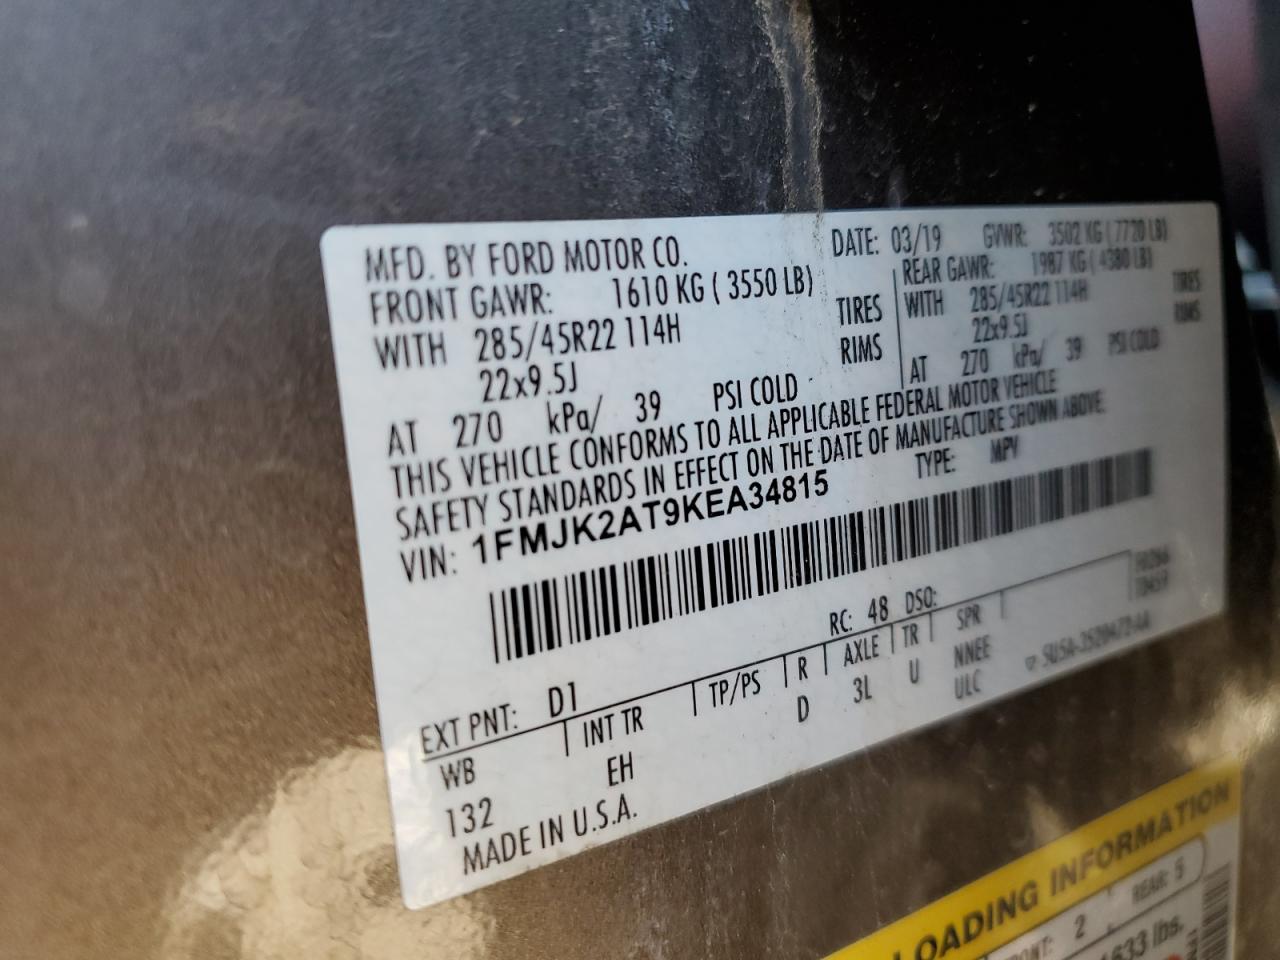 MFD. BY FORD MOTOR CO.
DATE: 03/19 GVWR: 3502 KG ( 7720 LB)
FRONT GAWR: 1610 KG ( 3550 LB)
REAR GAWR: 1987 KG ( 4380 LB)
WITH 285/45R22 114H TIRES
WITH 285/45R22 114H TIRES
22x9.5J RIMS
22x9.5J RIMS
AT 270 kPa/ 39 PSI COLD
AT 270 kPa/ 39 PSI COLD
THIS VEHICLE CONFORMS TO ALL APPLICABLE FEDERAL MOTOR VEHICLE
SAFETY STANDARDS IN EFFECT ON THE DATE OF MANUFACTURE SHOWN ABOVE.
VIN: 1FMJK2AT9KEA34815
TYPE: MPV
EXT PNT: D1 RC: 48 DSO:
WB INT TR TP/PS R AXLE TR SPR
132 EH D 3L U NNEE
ULC
MADE IN U.S.A.
LOADING INFORMATION
FRONT: 2 REAR: 5
lbs.